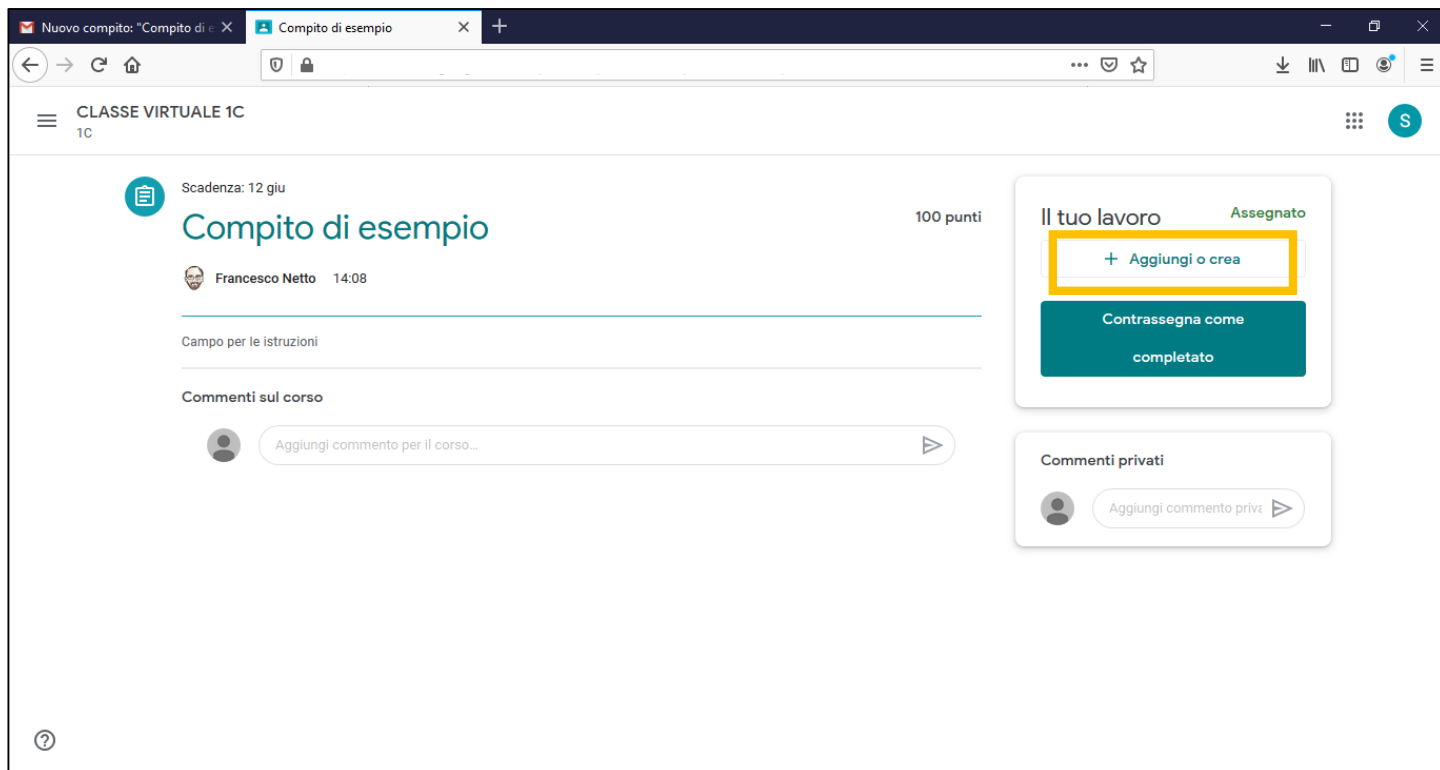 Nuovo compito: "Compito di e
Compito di esempio
CLASSE VIRTUALE 1C
1C
S
Scadenza: 12 giu
Compito di esempio
100 punti
Francesco Netto 14:08
Campo per le istruzioni
Commenti sul corso
Aggiungi commento per il corso...
Il tuo lavoro
Assegnato
+ Aggiungi o crea
Contrassegna come
completato
Commenti privati
Aggiungi commento priva